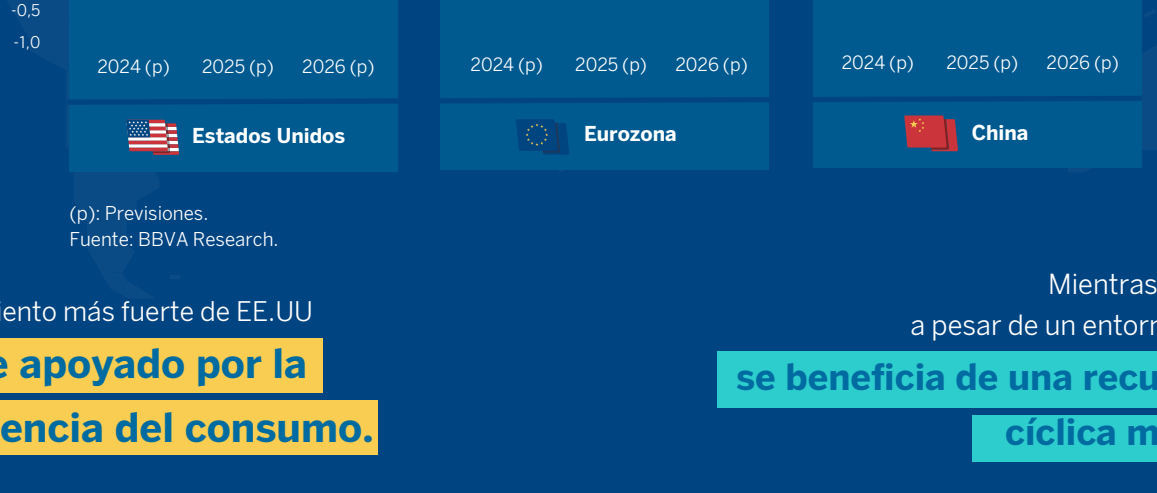 -0,5
-1,0
2024 (p) 2025 (p) 2026 (p)
2024 (p) 2025 (p) 2026 (p)
2024 (p) 2025 (p) 2026 (p)
Estados Unidos
Eurozona
China
(p): Previsiones.
Fuente: BBVA Research.
iento más fuerte de EE.UU
e apoyado por la
encia del consumo.
Mientras
a pesar de un entorn
se beneficia de una recu
cíclica m